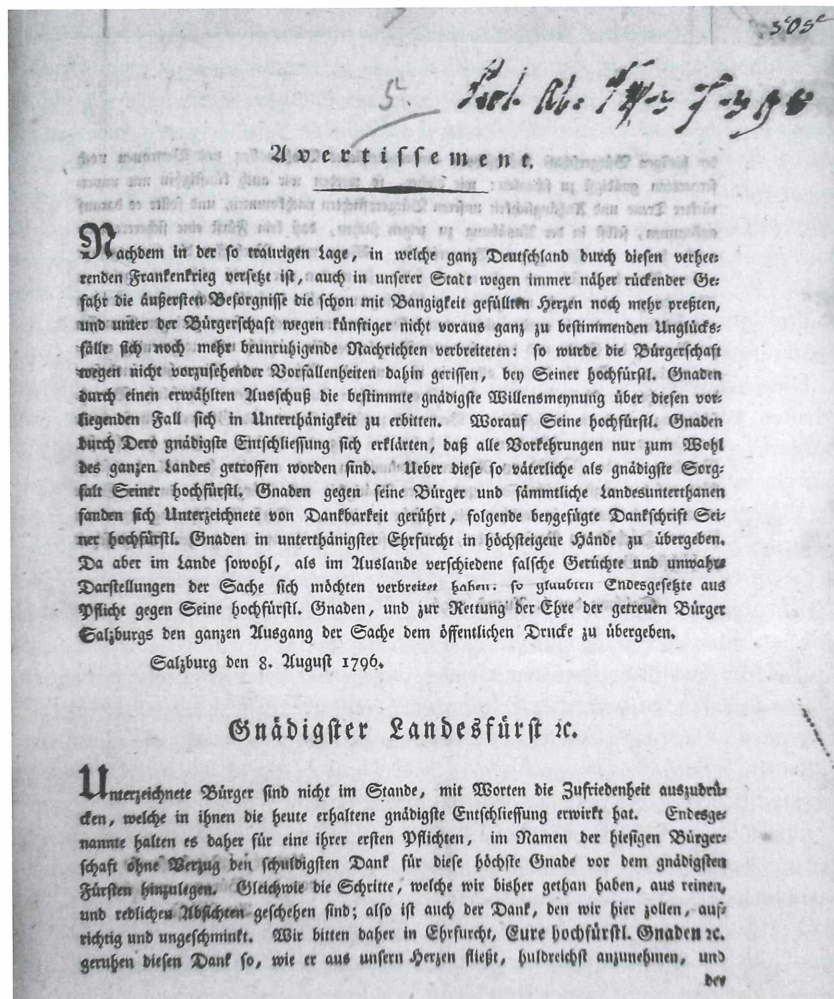 5.
Avertissement.
Nachdem in der so traurigen Lage, in welche ganz Deutschland durch diesen verhee⸗
renden Frankenkrieg versetzt ist, auch in unserer Stadt wegen immer näher rückender Ge⸗
fahr die äußersten Besorgnisse die schon mit Bangigkeit gefüllten Herzen noch mehr preßten,
und unter der Bürgerschaft wegen künftiger nicht voraus ganz zu bestimmenden Unglücks⸗
fälle sich noch mehr beunruhigende Nachrichten verbreiteten: so wurde die Bürgerschaft
wegen nicht vorzusehender Vorfallenheiten dahin gerissen, bey Seiner hochfürstl. Gnaden
durch einen erwählten Ausschuß die bestimmte gnädigste Willensmeynung über diesen vor⸗
liegenden Fall sich in Unterthänigkeit zu erbitten. Worauf Seine hochfürstl. Gnaden
durch Dero gnädigste Entschliessung sich erklärten, daß alle Vorkehrungen nur zum Wohl
des ganzen Landes getroffen worden sind. Ueber diese so väterliche als gnädigste Sorg⸗
falt Seiner hochfürstl. Gnaden gegen seine Bürger und sämmtliche Landesunterthanen
fanden sich Unterzeichnete von Dankbarkeit gerührt, folgende beygefügte Dankschrift Sei⸗
ner hochfürstl. Gnaden in unterthänigster Ehrfurcht in höchsteigene Hände zu übergeben.
Da aber im Lande sowohl, als im Auslande verschiedene falsche Gerüchte und unwahre
Darstellungen der Sache sich möchten verbreitet haben: so glaubten Endesgesetzte aus
Pflicht gegen Seine hochfürstl. Gnaden, und zur Rettung der Ehre der getreuen Bürger
Salzburgs den ganzen Ausgang der Sache dem öffentlichen Drucke zu übergeben.
Salzburg den 8. August 1796.
Gnädigster Landesfürst ꝛc.
Unterzeichnete Bürger sind nicht im Stande, mit Worten die Zufriedenheit auszudrü⸗
cken, welche in ihnen die heute erhaltene gnädigste Entschliessung erwirkt hat. Endesge⸗
nannte halten es daher für eine ihrer ersten Pflichten, im Namen der hiesigen Bürger⸗
schaft ohne Verzug den schuldigsten Dank für diese höchste Gnade vor dem gnädigsten
Fürsten hinzulegen. Gleichwie die Schritte, welche wir bisher gethan haben, aus reinen,
und redlichen Absichten geschehen sind; also ist auch der Dank, den wir hier zollen, auf⸗
richtig und ungeschminkt. Wir bitten daher in Ehrfurcht, Eure hochfürstl. Gnaden ꝛc.
geruhen diesen Dank so, wie er aus unsern Herzen fließt, huldreichst anzunehmen, und
der